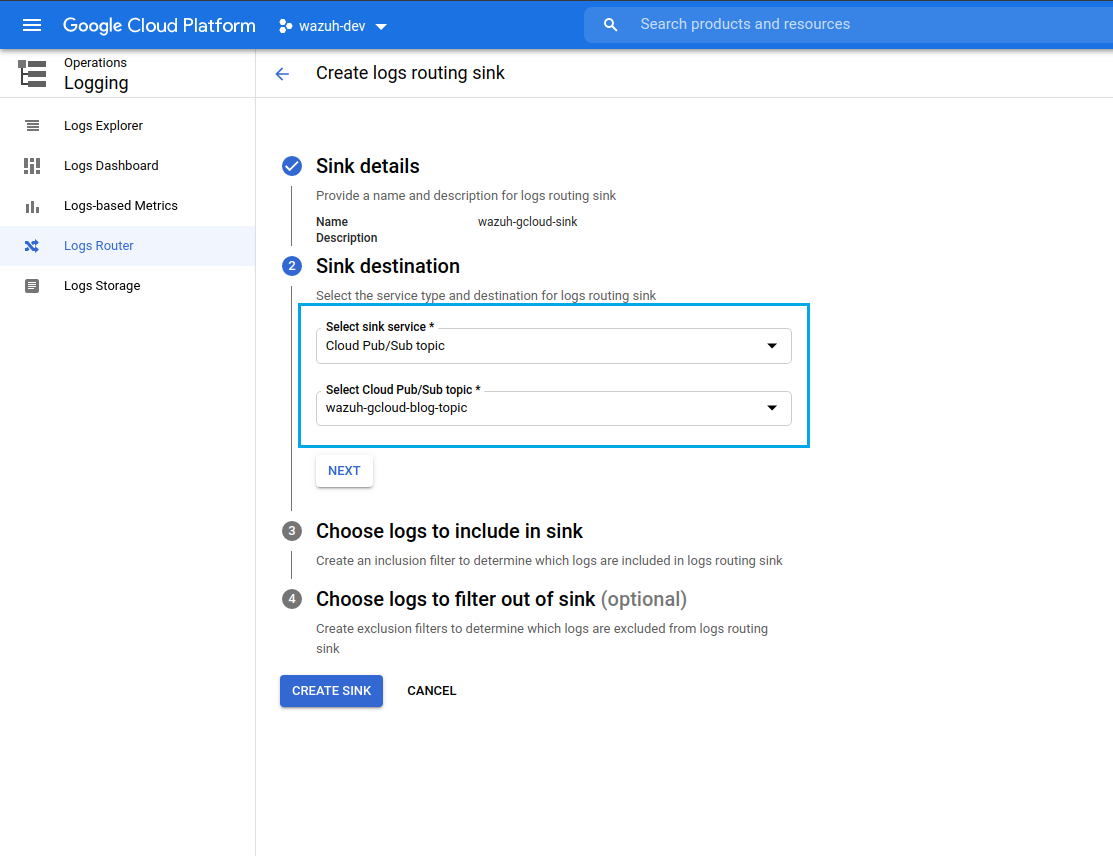 Google Cloud Platform
wazuh-dev
Search products and resources
Operations
Logging
Create logs routing sink
Logs Explorer
Logs Dashboard
Logs-based Metrics
Logs Router
Logs Storage
Sink details
Provide a name and description for logs routing sink
Name wazuh-gcloud-sink
Description
2 Sink destination
Select the service type and destination for logs routing sink
Select sink service *
Cloud Pub/Sub topic
Select Cloud Pub/Sub topic *
wazuh-gcloud-blog-topic
NEXT
3 Choose logs to include in sink
Create an inclusion filter to determine which logs are included in logs routing sink
4 Choose logs to filter out of sink (optional)
Create exclusion filters to determine which logs are excluded from logs routing
sink
CREATE SINK CANCEL